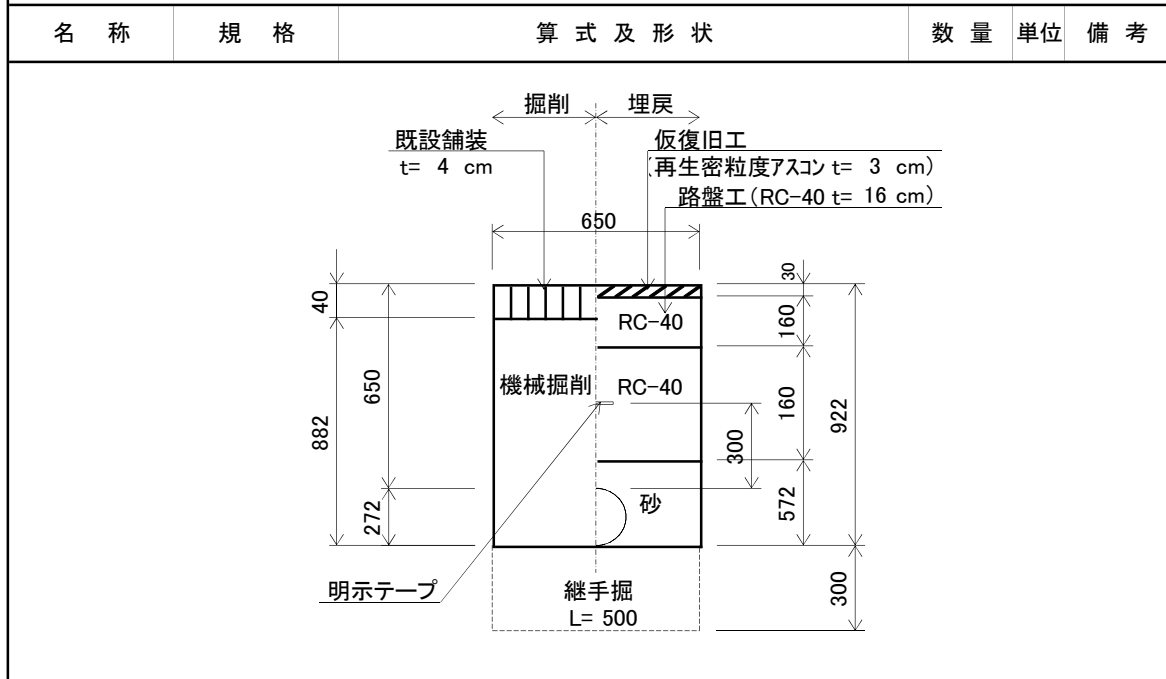 名 称 規 格 算 式 及 形 状 数 量 単位 備 考
掘削 埋戻
既設舗装
t= 4 cm
仮復旧工
(再生密粒度アスコン t= 3 cm)
路盤工(RC-40 t= 16 cm)
650
30
40
RC-40
160
650
機械掘削
RC-40
160
922
882
300
272
砂
572
明示テープ
継手掘
L= 500
300